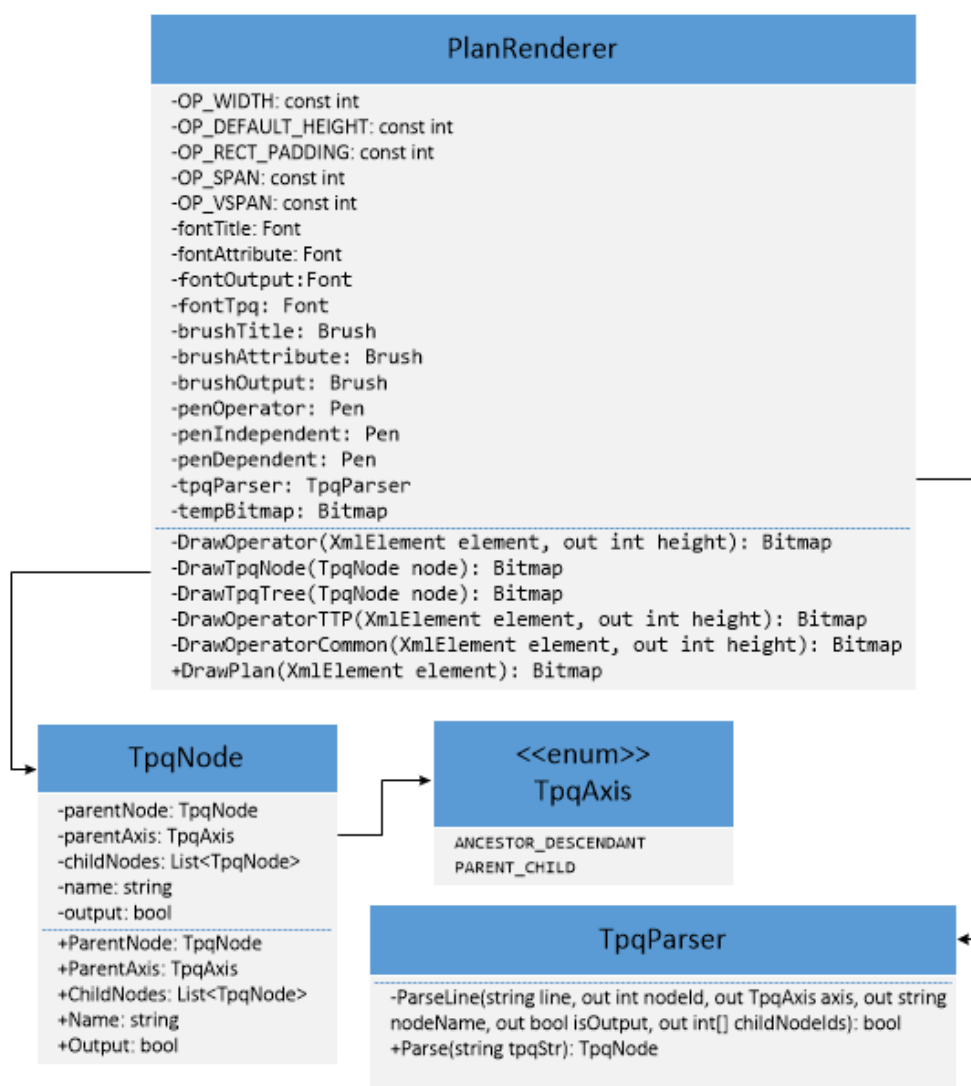 PlanRenderer
-OP_WIDTH: const int
-OP_DEFAULT_HEIGHT: const int
-OP_RECT_PADDING: const int
-OP_SPAN: const int
-OP_VSPAN: const int
-fontTitle: Font
-fontAttribute: Font
-fontOutput:Font
-fontTpq: Font
-brushTitle: Brush
-brushAttribute: Brush
-brushOutput: Brush
-penOperator: Pen
-penIndependent: Pen
-penDependent: Pen
-tpqParser: TpqParser
-tempBitmap: Bitmap
-DrawOperator(XmlElement element, out int height): Bitmap
-DrawTpqNode(TpqNode node): Bitmap
-DrawTpqTree(TpqNode node): Bitmap
-DrawOperatorTTP(XmlElement element, out int height): Bitmap
-DrawOperatorCommon(XmlElement element, out int height): Bitmap
+DrawPlan(XmlElement element): Bitmap
TpqNode
-parentNode: TpqNode
-parentAxis: TpqAxis
-childNodes: List<TpqNode>
-name: string
-output: bool
+ParentNode: TpqNode
+ParentAxis: TpqAxis
+ChildNodes: List<TpqNode>
+Name: string
+Output: bool
<<enum>>
TpqAxis
ANCESTOR_DESCENDANT
PARENT_CHILD
TpqParser
-ParseLine(string line, out int nodeId, out TpqAxis axis, out string
nodeName, out bool isOutput, out int[] childNodeIds): bool
+Parse(string tpqStr): TpqNode